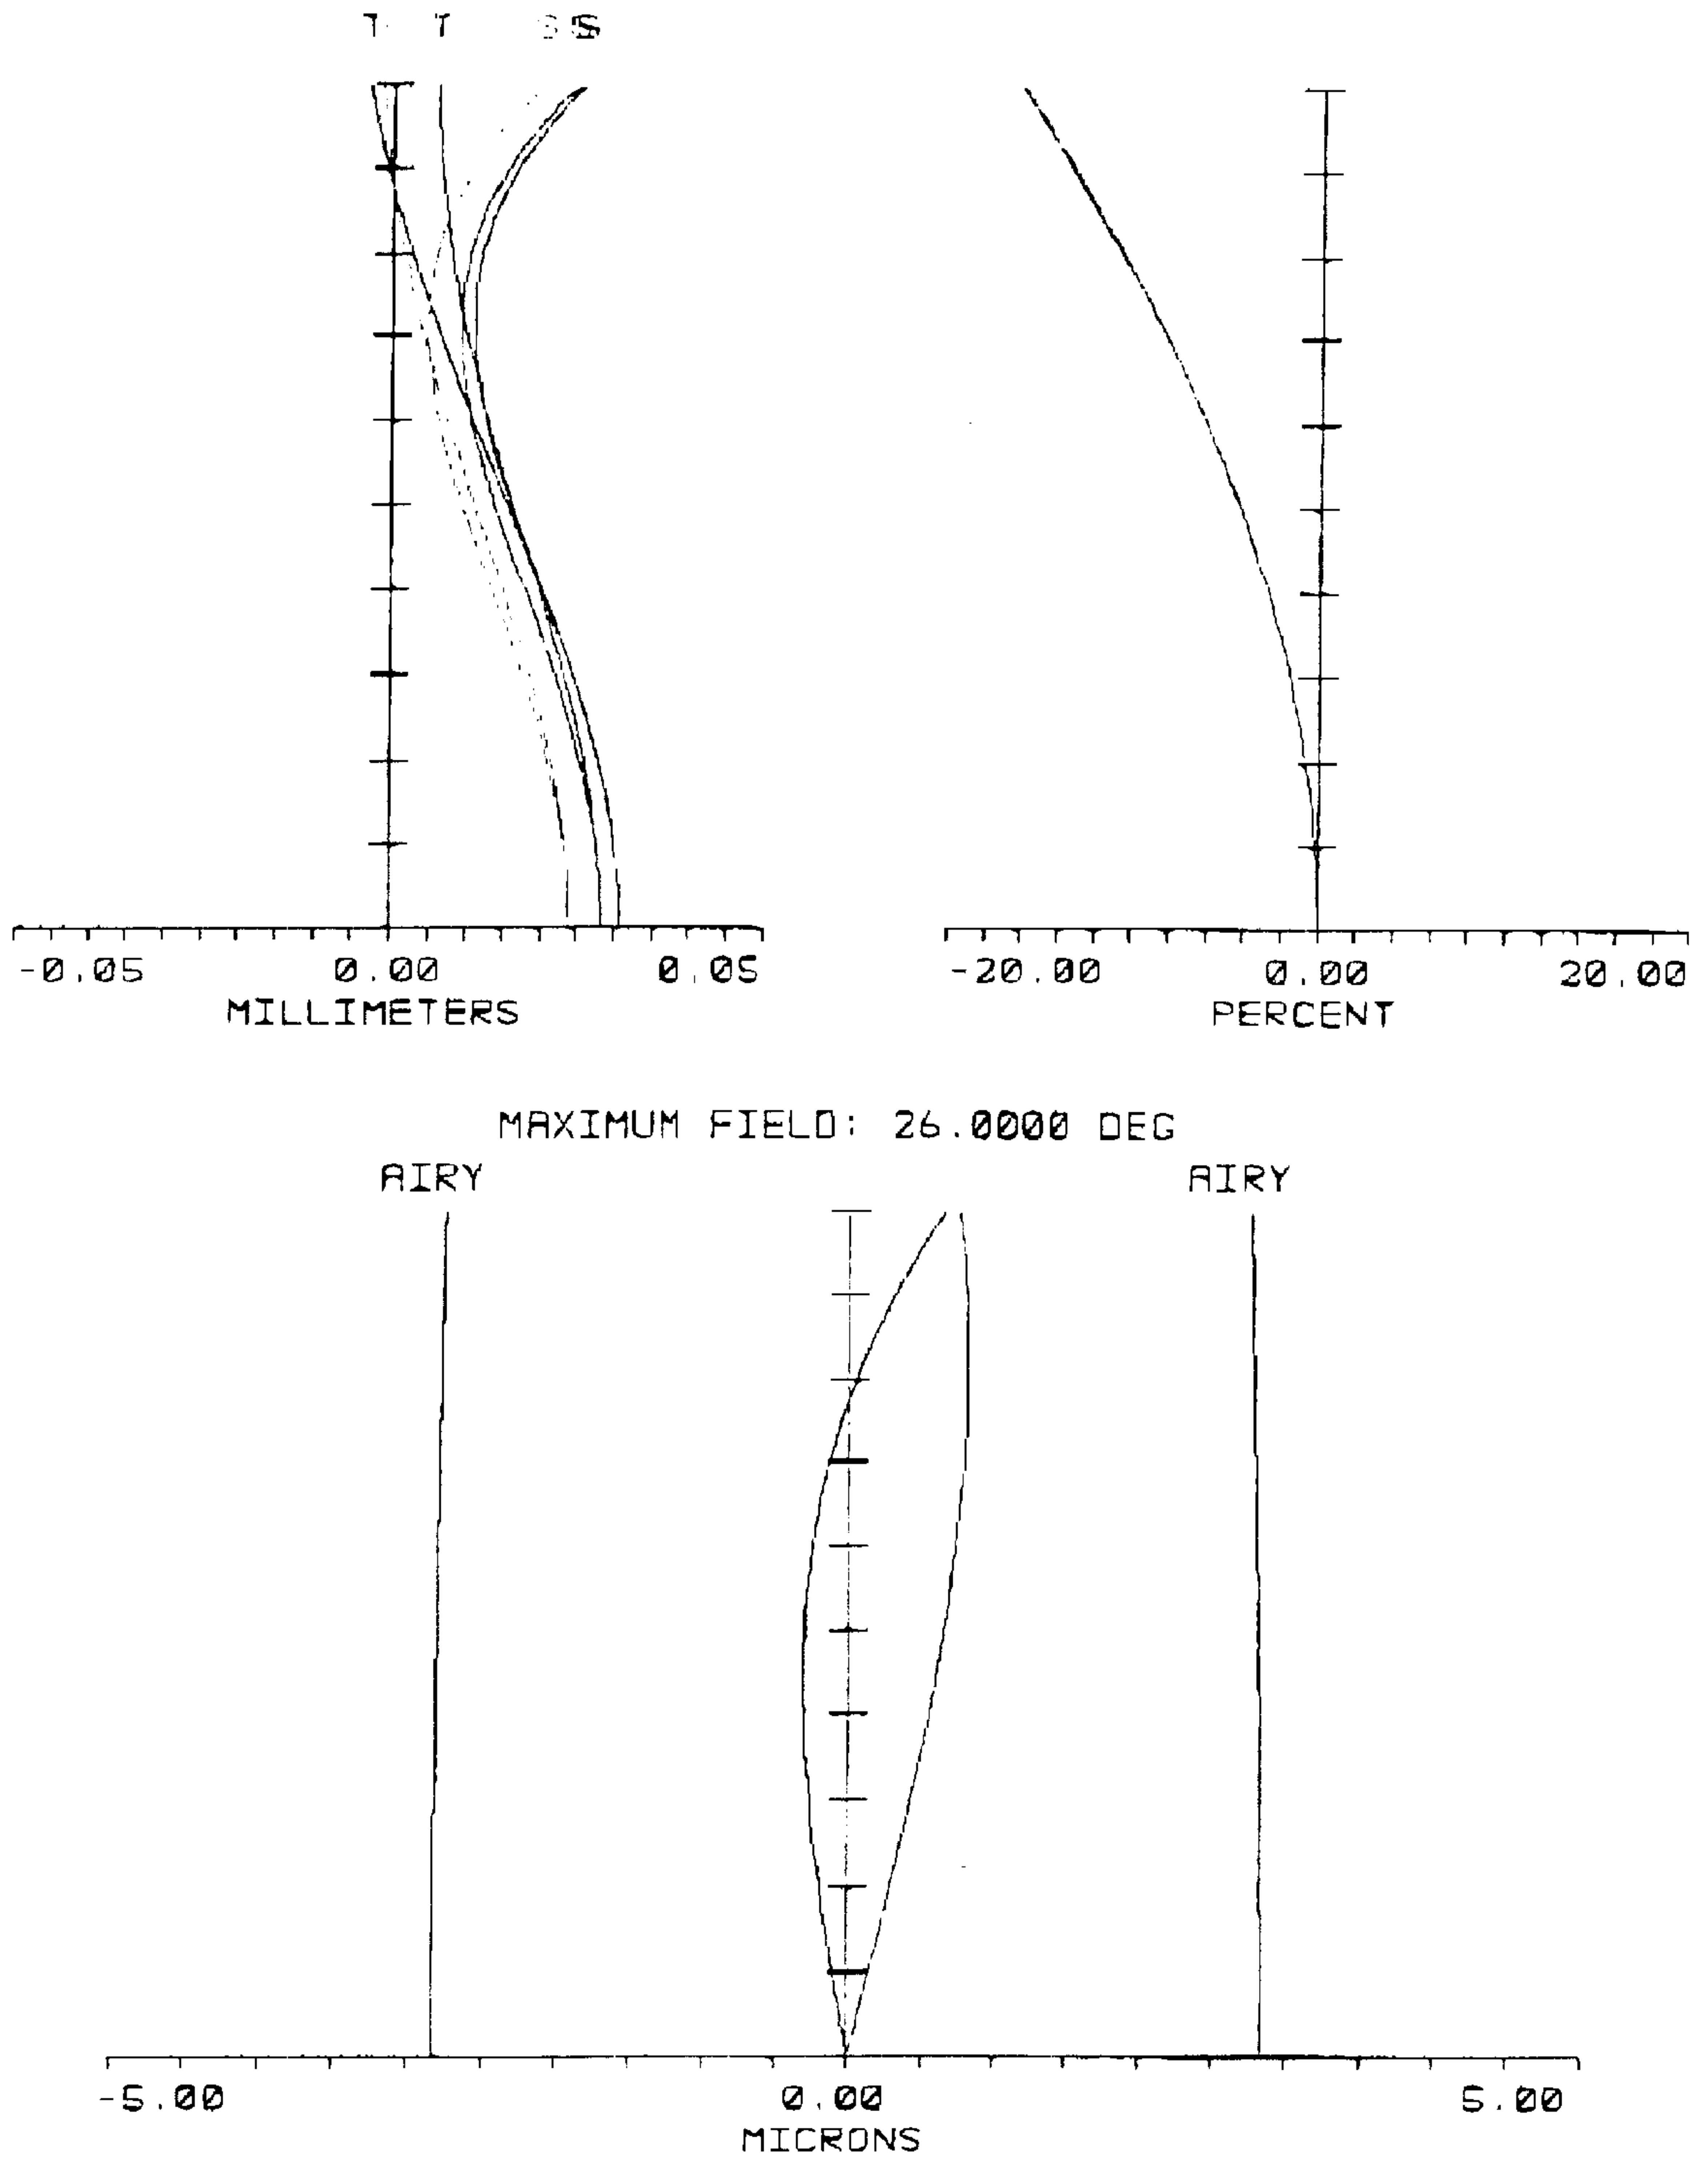 T T S S
-0.05 0.00 0.05
MILLIMETERS
-20.00 0.00 20.00
PERCENT
MAXIMUM FIELD: 26.0000 DEG
AIRY AIRY
-5.00 0.00 5.00
MICRONS